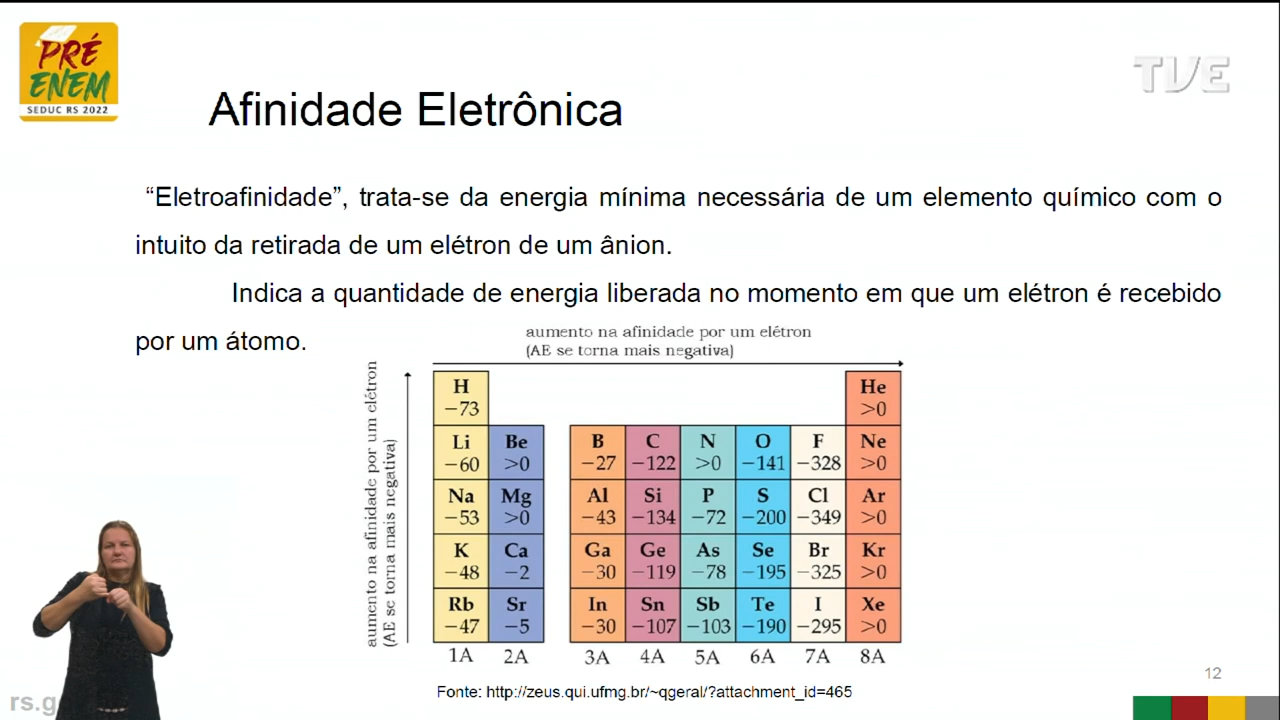 PRÉ
ENEM
SEDUC RS 2022
TVE
Afinidade Eletrônica
“Eletroafinidade”, trata-se da energia mínima necessária de um elemento químico com o
intuito da retirada de um elétron de um ânion.
Indica a quantidade de energia liberada no momento em que um elétron é recebido
por um átomo.
aumento na afinidade por um elétron
(AE se torna mais negativa)
aumento na afinidade por um elétron
(AE se torna mais negativa)
H He
−73 >0
Li Be B C N O F Ne
−60 >0 −27 −122 >0 −141 −328 >0
Na Mg Al Si P S Cl Ar
−53 >0 −43 −134 −72 −200 −349 >0
K Ca Ga Ge As Se Br Kr
−48 −2 −30 −119 −78 −195 −325 >0
Rb Sr In Sn Sb Te I Xe
−47 −5 −30 −107 −103 −190 −295 >0
1A 2A 3A 4A 5A 6A 7A 8A
Fonte: http://zeus.qui.ufmg.br/~qgeral/?attachment_id=465
12
rs.g